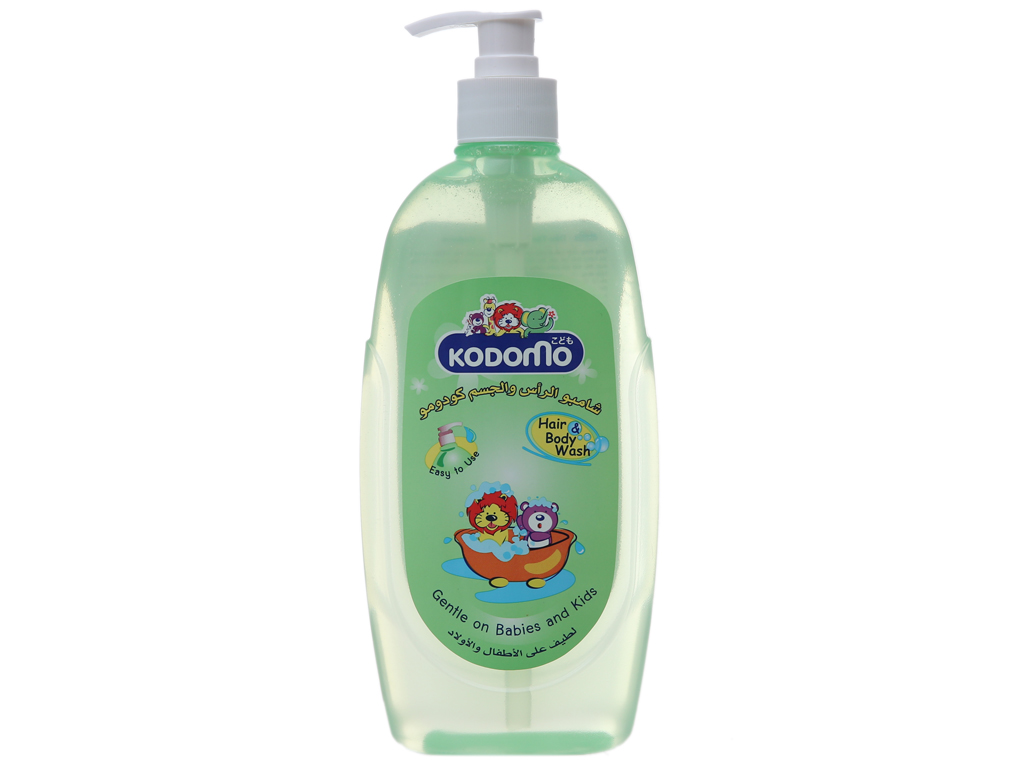 こども
KODOMO
شامبو الرأس والجسم كودومو
Easy to Use
Hair &
Body
Wash
Gentle on Babies and Kids
لطيف على الأطفال والأولاد